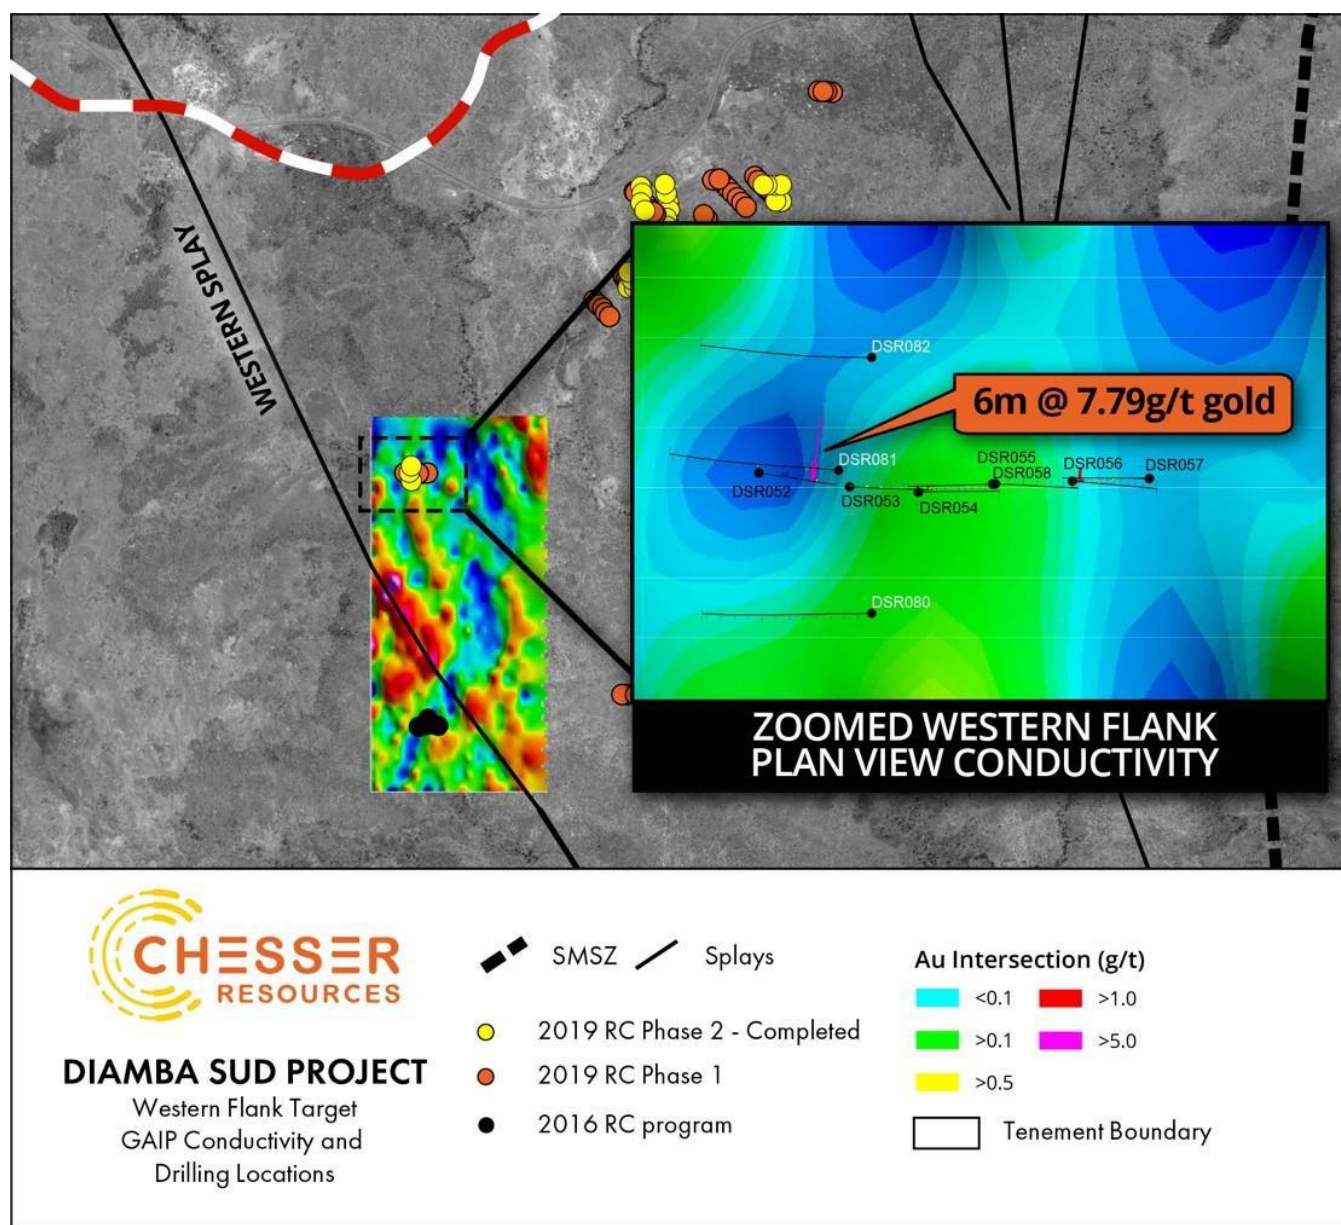 WESTERN SPLAY
DSR082
6m @ 7.79g/t gold
DSR081
DSR055
DSR058
DSR056
DSR057
DSR052
DSR053
DSR054
DSR080
ZOOMED WESTERN FLANK
PLAN VIEW CONDUCTIVITY
CHESSER
RESOURCES
DIAMBA SUD PROJECT
Western Flank Target
GAIP Conductivity and
Drilling Locations
SMSZ
Splays
2019 RC Phase 2 - Completed
2019 RC Phase 1
2016 RC program
Au Intersection (g/t)
<0.1
>1.0
>0.1
>5.0
>0.5
Tenement Boundary